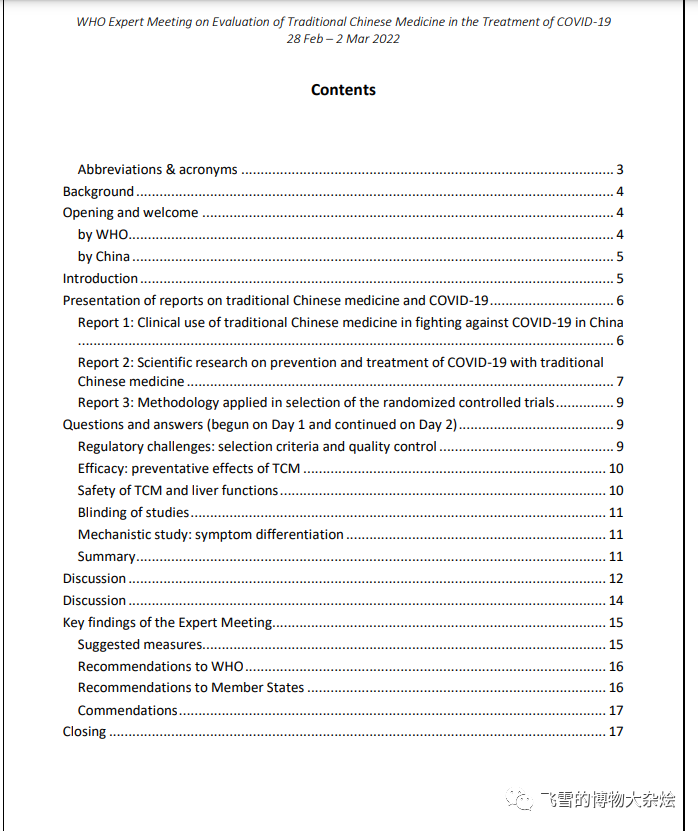 WHO Expert Meeting on Evaluation of Traditional Chinese Medicine in the Treatment of COVID-19
28 Feb – 2 Mar 2022
Contents
Abbreviations & acronyms ........ 3
Background ........ 4
Opening and welcome ........ 4
by WHO ........ 4
by China ........ 5
Introduction ........ 5
Presentation of reports on traditional Chinese medicine and COVID-19 ........ 6
Report 1: Clinical use of traditional Chinese medicine in fighting against COVID-19 in China
........ 6
Report 2: Scientific research on prevention and treatment of COVID-19 with traditional
Chinese medicine ........ 7
Report 3: Methodology applied in selection of the randomized controlled trials ........ 9
Questions and answers (begun on Day 1 and continued on Day 2) ........ 9
Regulatory challenges: selection criteria and quality control ........ 9
Efficacy: preventative effects of TCM ........ 10
Safety of TCM and liver functions ........ 10
Blinding of studies ........ 11
Mechanistic study: symptom differentiation ........ 11
Summary ........ 11
Discussion ........ 12
Discussion ........ 14
Key findings of the Expert Meeting ........ 15
Suggested measures ........ 15
Recommendations to WHO ........ 16
Recommendations to Member States ........ 16
Commendations ........ 17
Closing ........ 17
飞雪的博物大杂烩